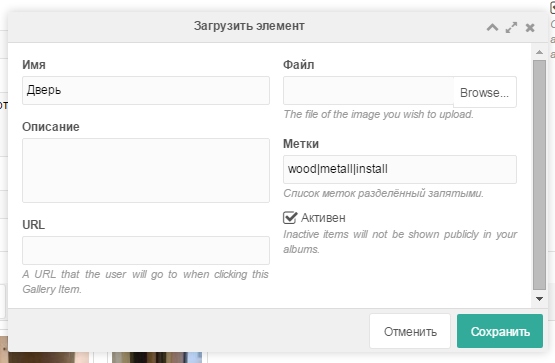 Загрузить элемент
Имя
Дверь
Описание
URL
A URL that the user will go to when clicking this
Gallery Item.
Файл
Browse...
The file of the image you wish to upload.
Метки
wood|metall|install
Список меток разделённый запятыми.
Активен
Inactive items will not be shown publicly in your
albums.
Отменить
Сохранить